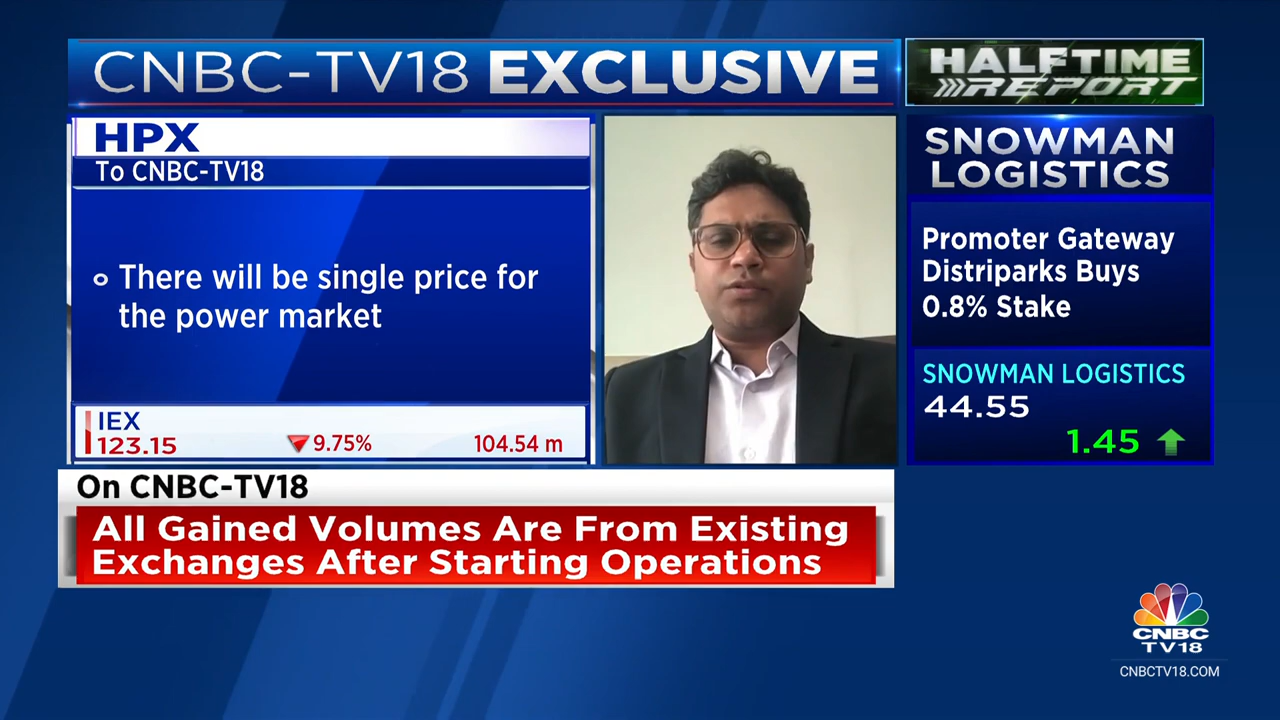 CNBC-TV18 EXCLUSIVE
HALFTIME
REPORT
HPX
To CNBC-TV18
There will be single price for
the power market
IEX
123.15 9.75% 104.54 m
SNOWMAN
LOGISTICS
Promoter Gateway
Distriparks Buys
0.8% Stake
SNOWMAN LOGISTICS
44.55
1.45
On CNBC-TV18
All Gained Volumes Are From Existing
Exchanges After Starting Operations
CNBC
TV18
CNBCTV18.COM